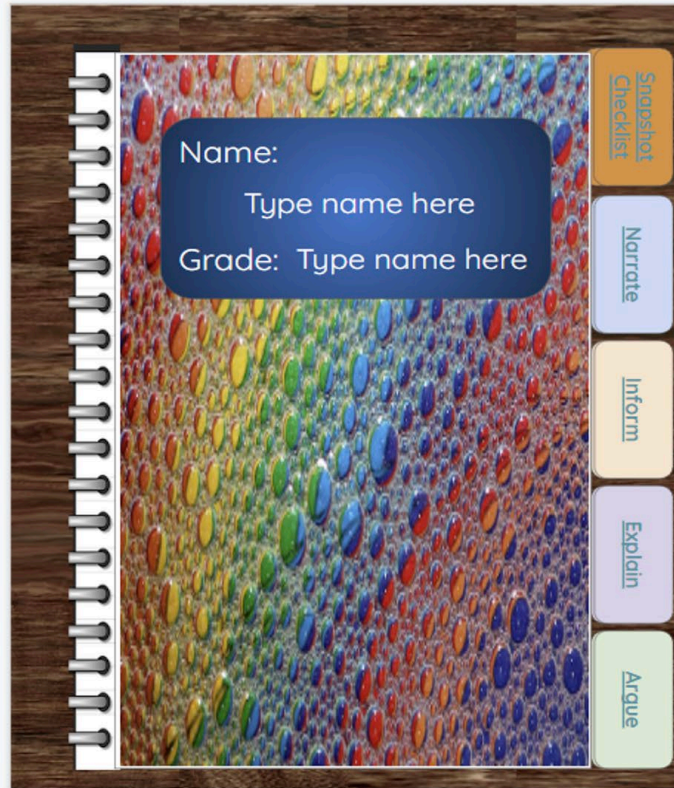 Name:
Type name here
Grade: Type name here
Snapshot
Checklist
Narrate
Inform
Explain
Argue